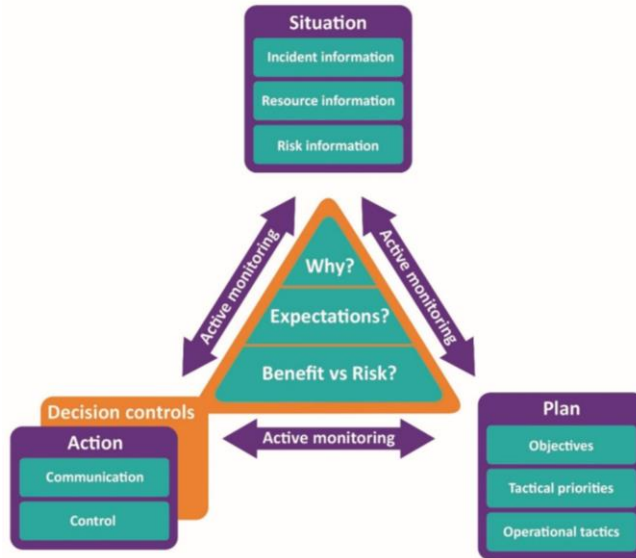 Situation
Incident information
Resource information
Risk information
Active monitoring
Active monitoring
Why?
Expectations?
Benefit vs Risk?
Decision controls
Active monitoring
Action
Communication
Control
Plan
Objectives
Tactical priorities
Operational tactics